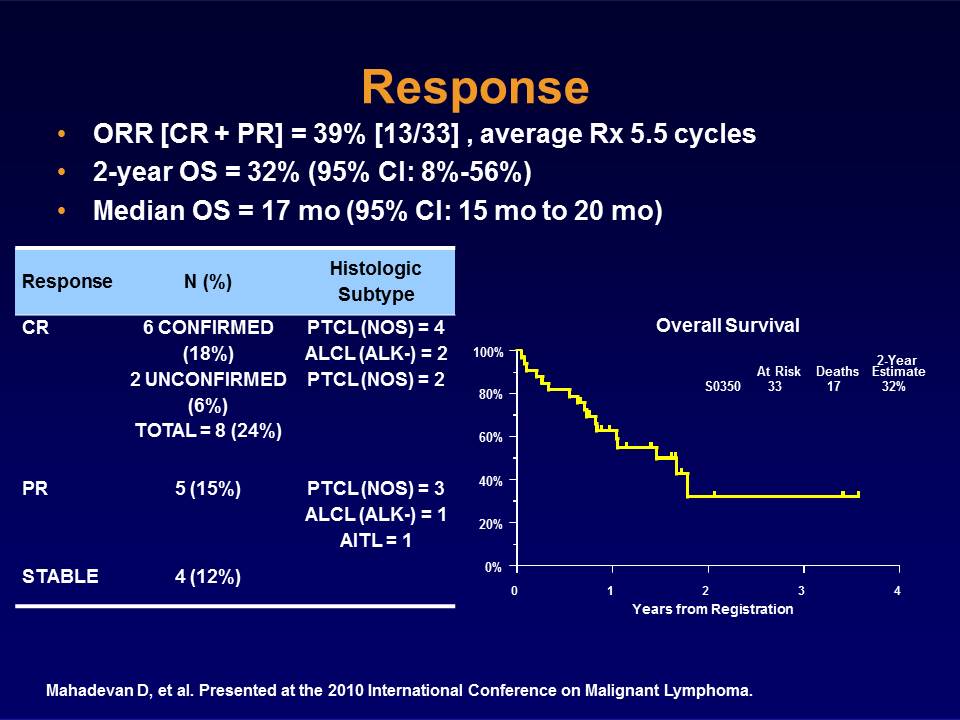 Response
• ORR [CR + PR] = 39% [13/33] , average Rx 5.5 cycles
• 2-year OS = 32% (95% CI: 8%-56%)
• Median OS = 17 mo (95% CI: 15 mo to 20 mo)
Response N (%) Histologic Subtype
CR 6 CONFIRMED PTCL (NOS) = 4
(18%) ALCL (ALK-) = 2
2 UNCONFIRMED PTCL (NOS) = 2
(6%)
TOTAL = 8 (24%)
PR 5 (15%) PTCL (NOS) = 3
ALCL (ALK-) = 1
AITL = 1
STABLE 4 (12%)
Overall Survival
2-Year
At Risk Deaths Estimate
S0350 33 17 32%
100%
80%
60%
40%
20%
0%
0 1 2 3 4
Years from Registration
Mahadevan D, et al. Presented at the 2010 International Conference on Malignant Lymphoma.